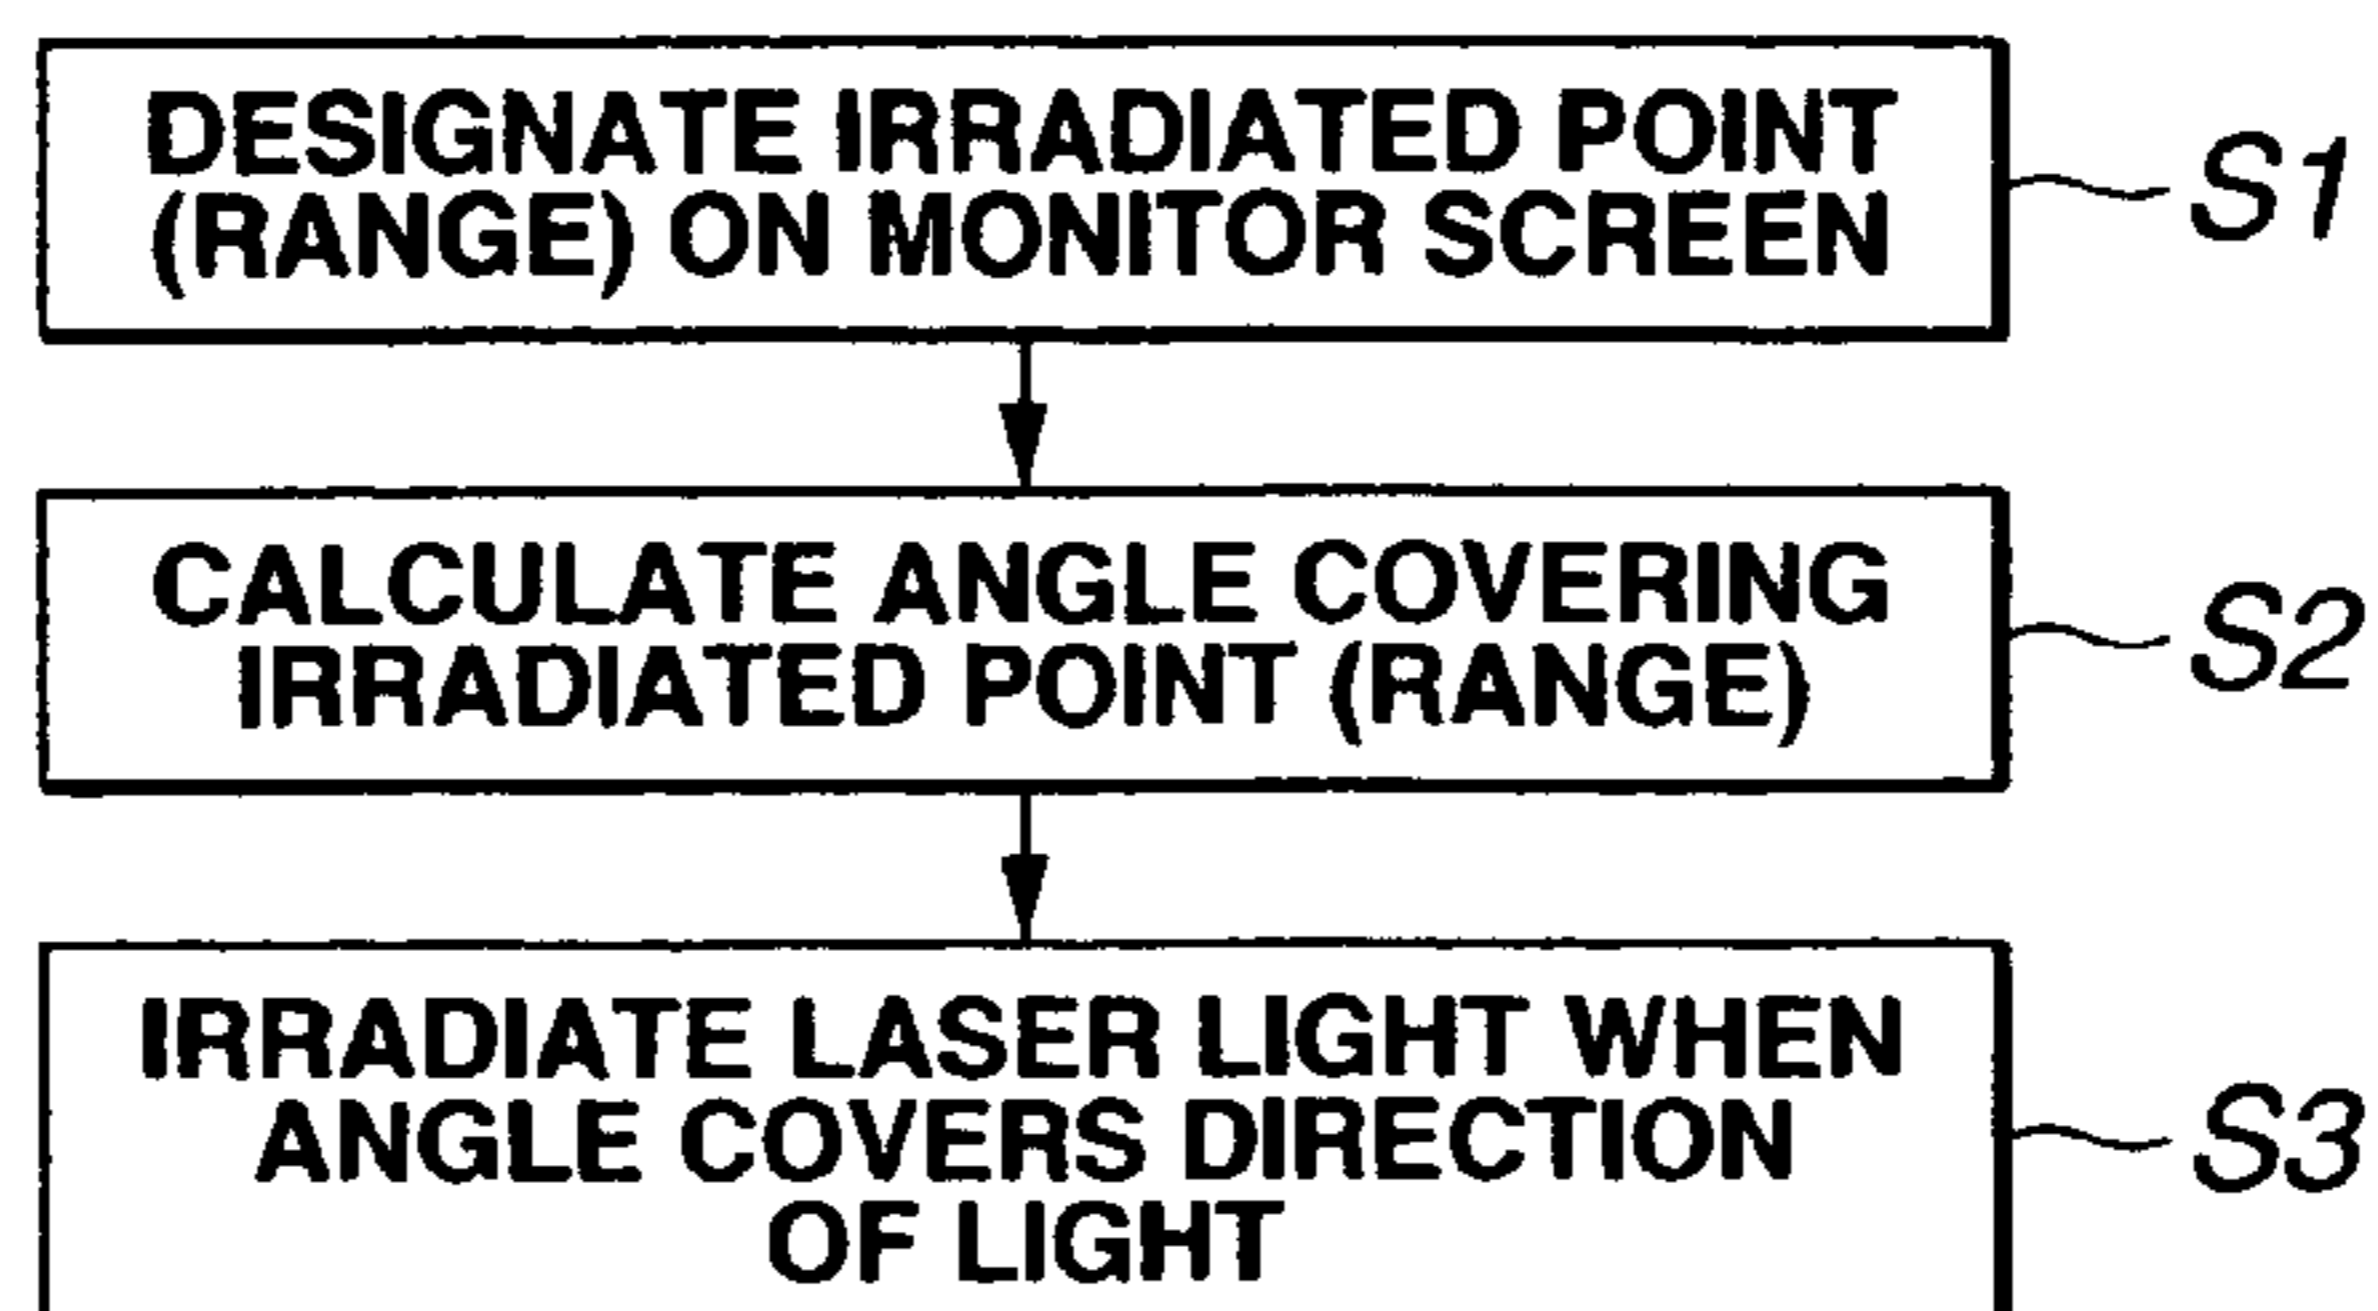 DESIGNATE IRRADIATED POINT
(RANGE) ON MONITOR SCREEN
S1
CALCULATE ANGLE COVERING
IRRADIATED POINT (RANGE)
S2
IRRADIATE LASER LIGHT WHEN
ANGLE COVERS DIRECTION
OF LIGHT
S3